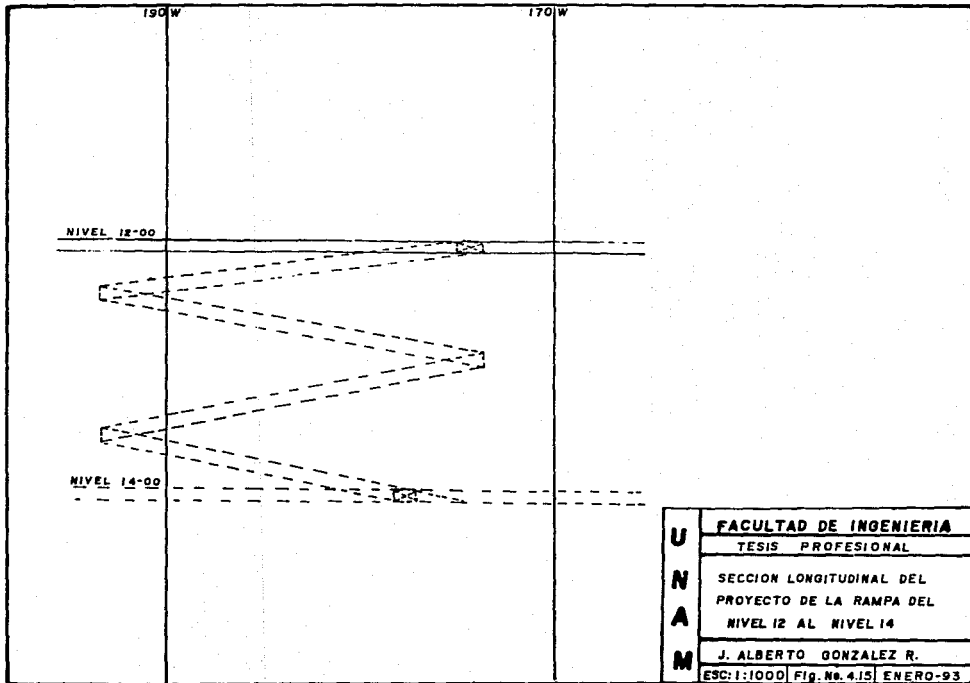 190 W
170 W
NIVEL 12-00
NIVEL 14-00
UNAM
FACULTAD DE INGENIERIA
TESIS PROFESIONAL
SECCION LONGITUDINAL DEL
PROYECTO DE LA RAMPA DEL
NIVEL 12 AL NIVEL 14
J. ALBERTO GONZALEZ R.
ESC: 1:1000 Fig. No. 4.15 ENERO-93